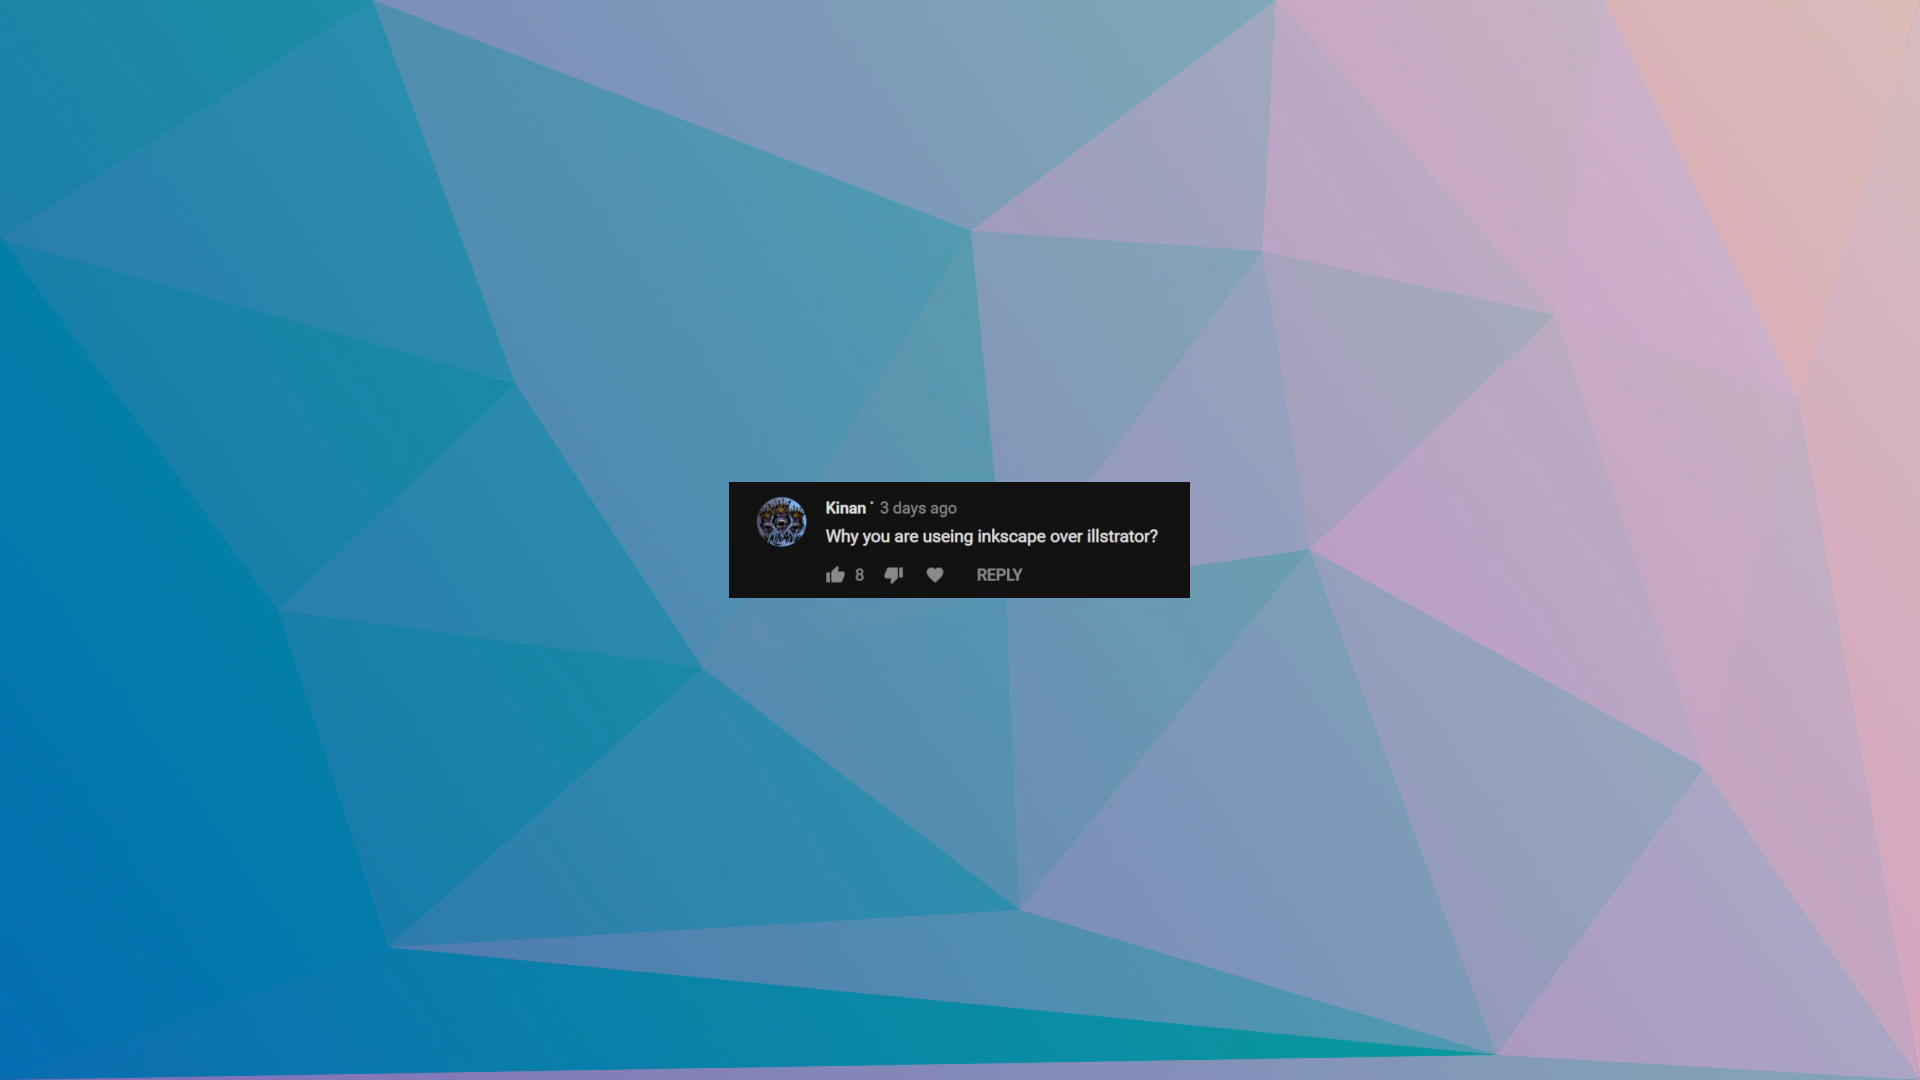 Kinan 3 days ago
Why you are useing inkscape over illstrator?
8 REPLY